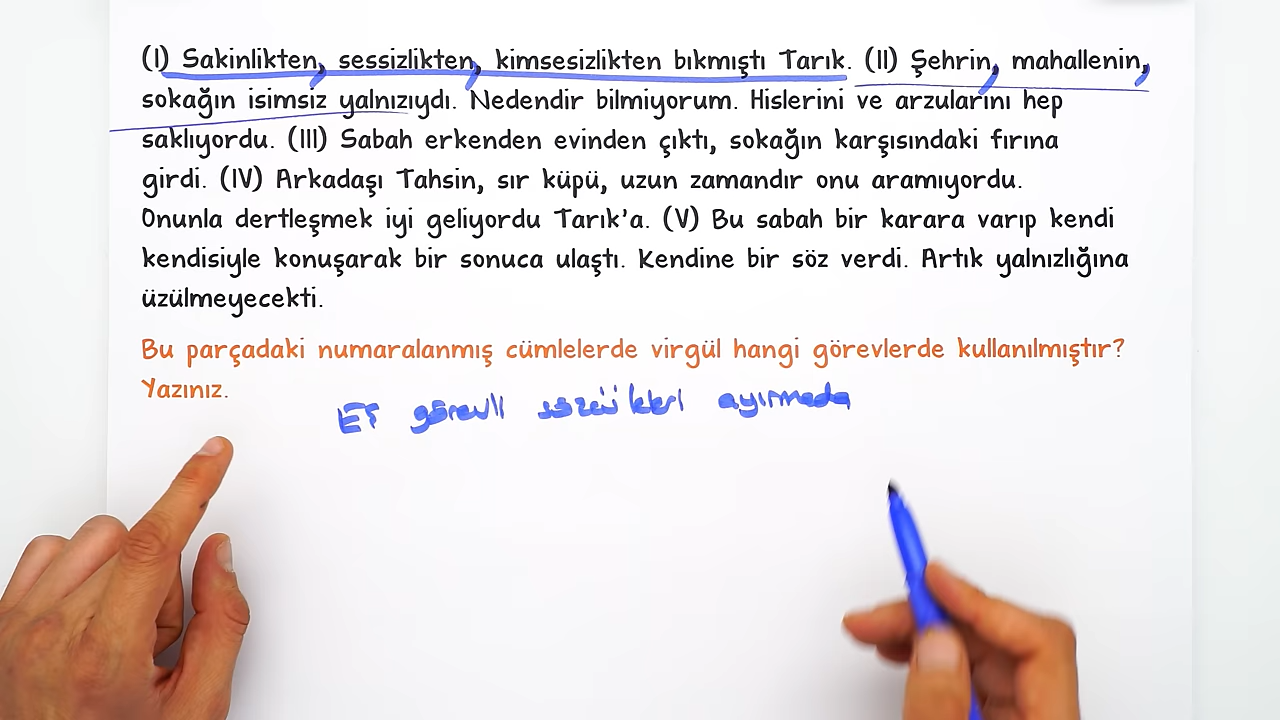 (I) Sakinlikten, sessizlikten, kimsesizlikten bıkmıştı Tarık. (II) Şehrin, mahallenin,
sokağın isimsiz yalnızıydı. Nedendir bilmiyorum. Hislerini ve arzularını hep
saklıyordu. (III) Sabah erkenden evinden çıktı, sokağın karşısındaki fırına
girdi. (IV) Arkadaşı Tahsin, sır küpü, uzun zamandır onu aramıyordu.
Onunla dertleşmek iyi geliyordu Tarık'a. (V) Bu sabah bir karara varıp kendi
kendisiyle konuşarak bir sonuca ulaştı. Kendine bir söz verdi. Artık yalnızlığına
üzülmeyecekti.
Bu parçadaki numaralanmış cümlelerde virgül hangi görevlerde kullanılmıştır?
Yazınız.
Eş görevli sözcükleri ayırmada